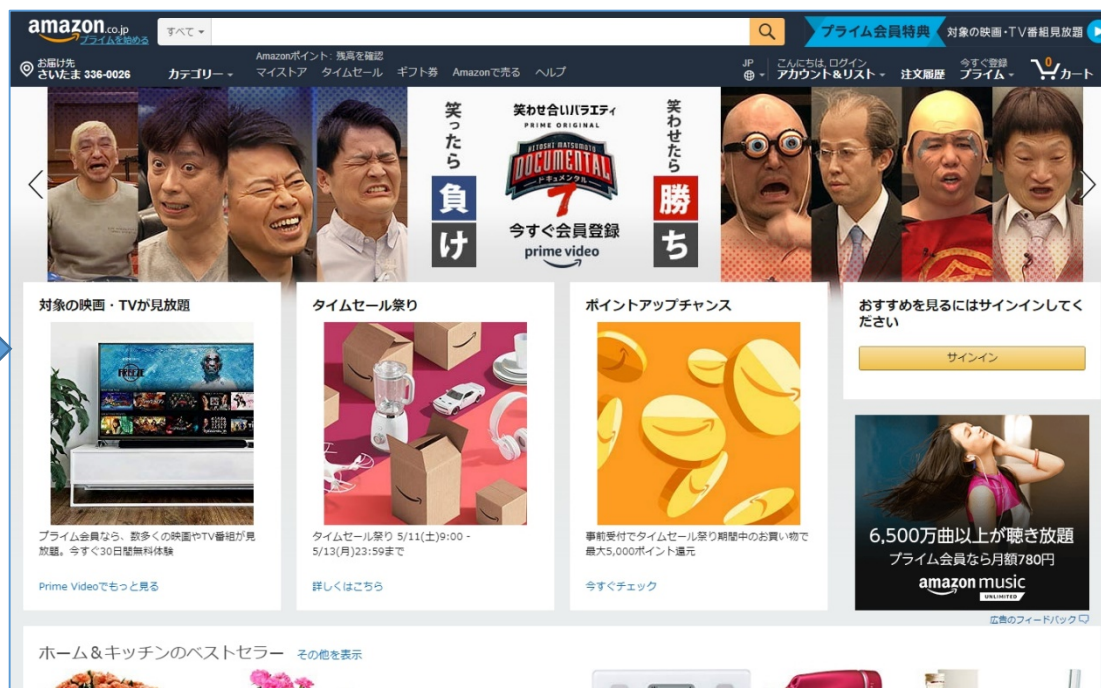 amazon.co.jp
プライムを始める
すべて
プライム会員特典 対象の映画・TV番組見放題
お届け先
さいたま 336-0026
カテゴリー
Amazonポイント: 残高を確認
マイストア タイムセール ギフト券 Amazonで売る ヘルプ
JP
こんにちは, ログイン
アカウント&リスト
注文履歴
今すぐ登録
プライム
0
カート
笑ったら
負け
笑わせ合いバラエティ
PRIME ORIGINAL
HITOSHI MATSUMOTO
DOCUMENTAL
ドキュメンタル
7
今すぐ会員登録
prime video
笑わせたら
勝ち
対象の映画・TVが見放題
FREEZE
プライム会員なら、数多くの映画やTV番組が見
放題。今すぐ30日間無料体験
Prime Videoでもっと見る
タイムセール祭り
タイムセール祭り 5/11(土)9:00 -
5/13(月)23:59まで
詳しくはこちら
ポイントアップチャンス
事前受付でタイムセール祭り期間中のお買い物で
最大5,000ポイント還元
今すぐチェック
おすすめを見るにはサインインしてく
ださい
サインイン
6,500万曲以上が聴き放題
プライム会員なら月額780円
amazon music
UNLIMITED
広告のフィードバック
ホーム&キッチンのベストセラー その他を表示